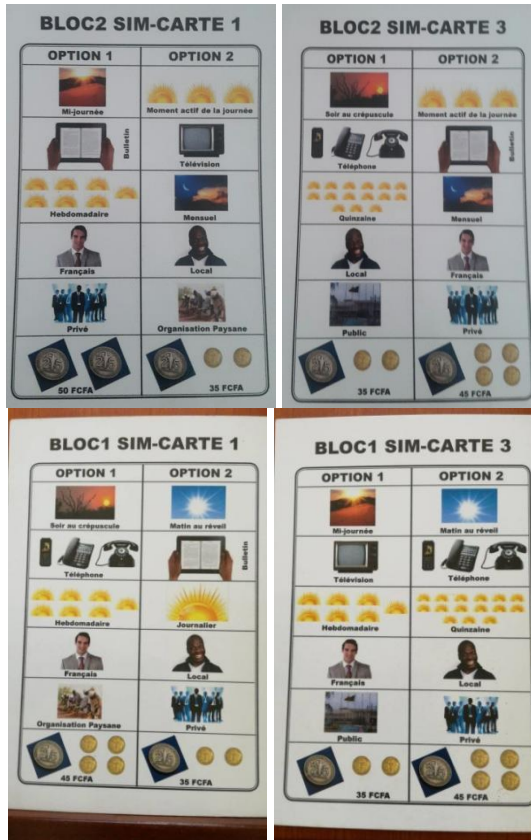 BLOC2 SIM-CARTE 1
OPTION 1 OPTION 2
Mi-journée Moment actif de la journée
Bulletin Télévision
Hebdomadaire Mensuel
Français Local
Privé Organisation Paysane
50 FCFA 35 FCFA
BLOC2 SIM-CARTE 3
OPTION 1 OPTION 2
Soir au crépuscule Moment actif de la journée
Téléphone Bulletin
Quinzaine Mensuel
Local Français
Public Privé
35 FCFA 45 FCFA
BLOC1 SIM-CARTE 1
OPTION 1 OPTION 2
Soir au crépuscule Matin au réveil
Téléphone Bulletin
Hebdomadaire Journalier
Français Local
Organisation Paysane Privé
45 FCFA 35 FCFA
BLOC1 SIM-CARTE 3
OPTION 1 OPTION 2
Mi-journée Matin au réveil
Télévision Téléphone
Hebdomadaire Quinzaine
Français Local
Public Privé
35 FCFA 45 FCFA